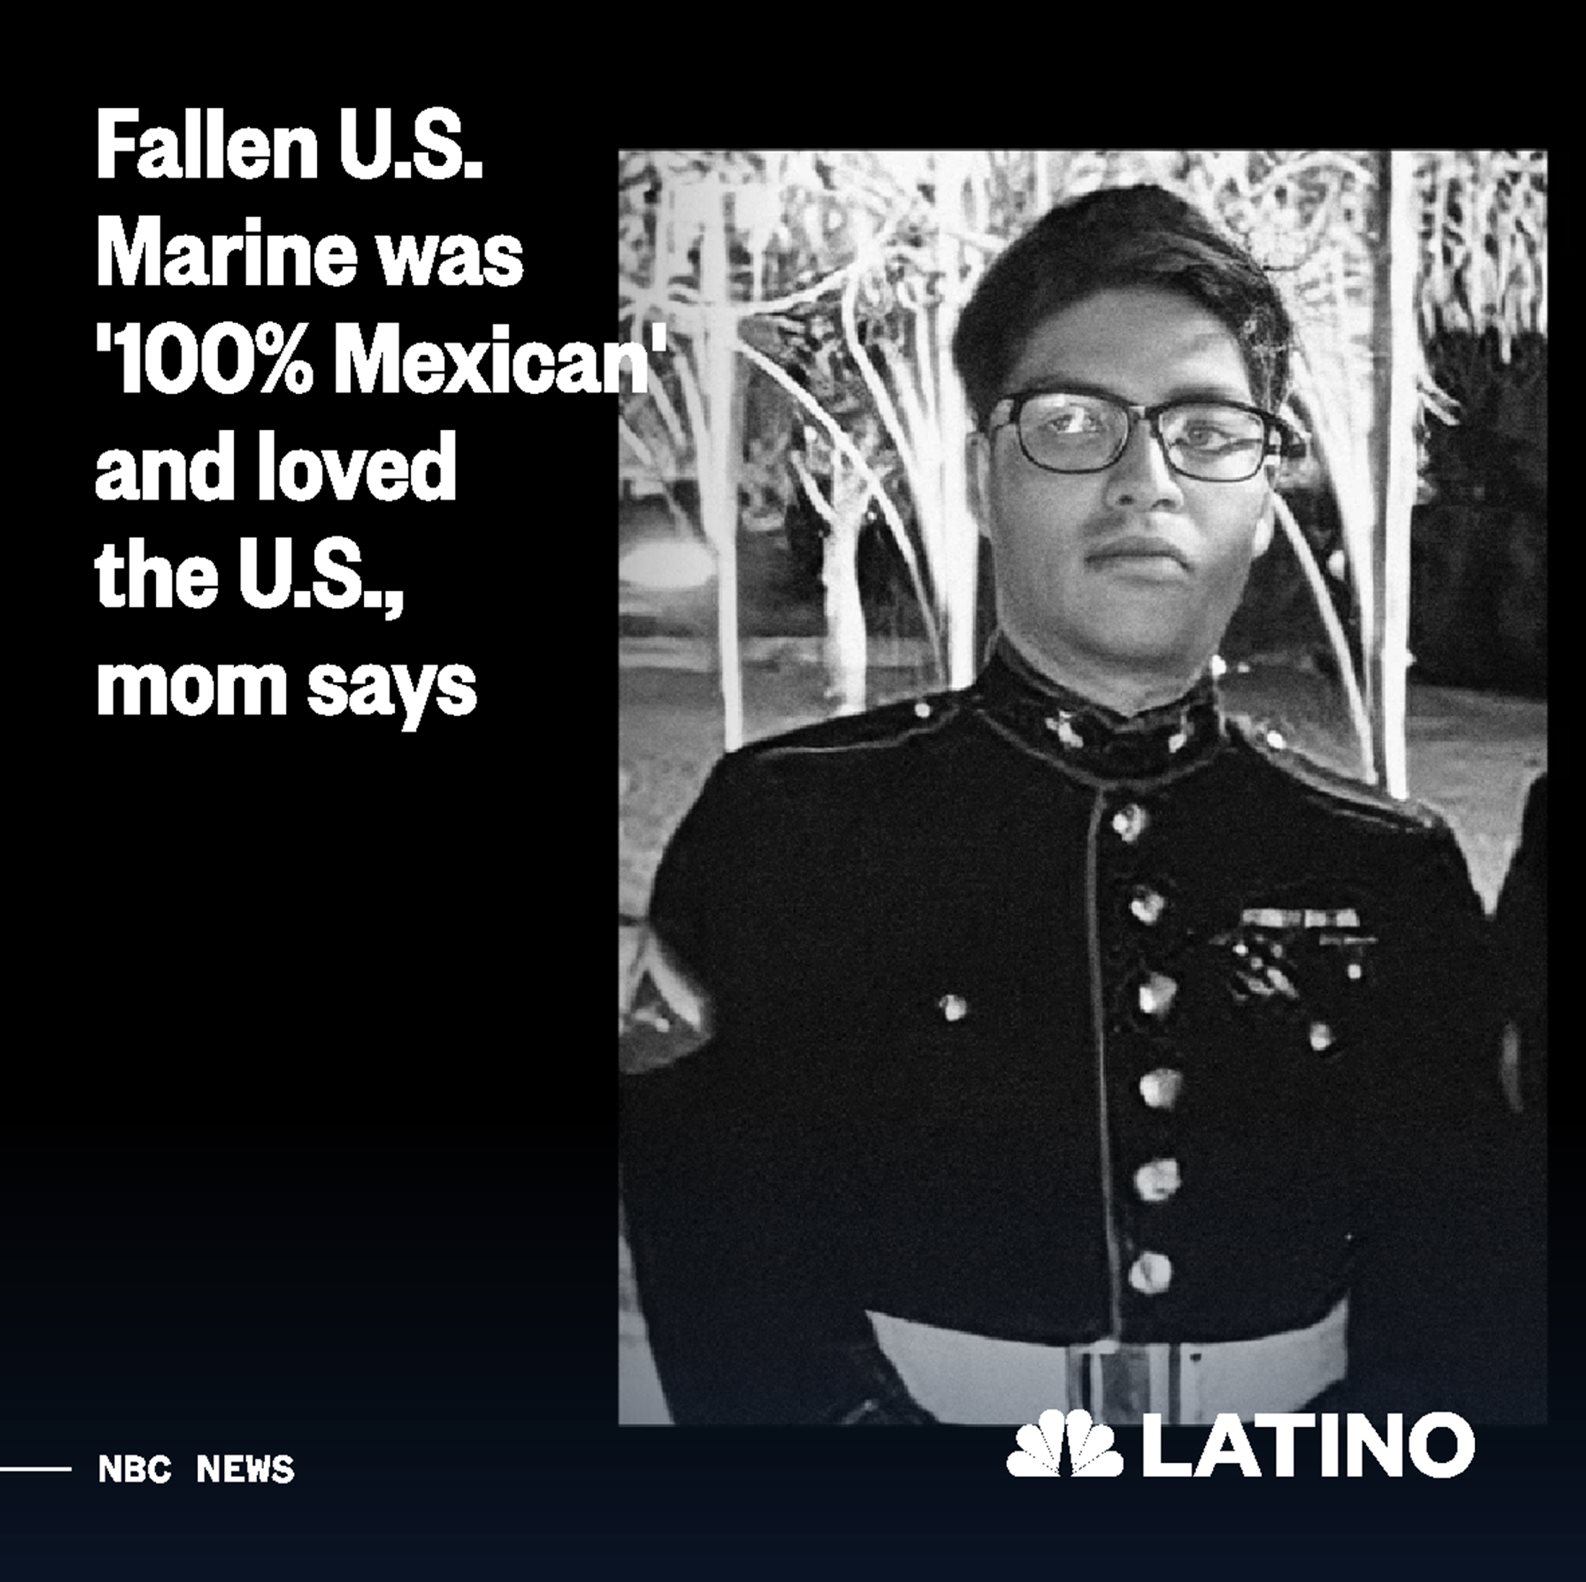 Fallen U.S.
Marine was
'100% Mexican'
and loved
the U.S.,
mom says
NBC NEWS
LATINO